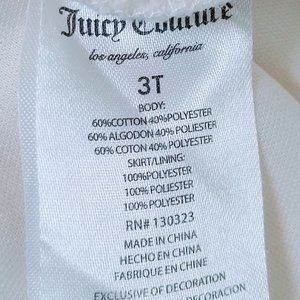 Juicy Couture
los angeles, california
3T
BODY:
60%COTTON 40%POLYESTER
60% ALGODON 40% POLIESTER
60% COTON 40% POLYESTER
SKIRT/LINING:
100%POLYESTER
100% POLIESTER
100% POLYESTER
RN# 130323
MADE IN CHINA
HECHO EN CHINA
FABRIQUE EN CHINE
EXCLUSIVE OF DECORATION
DECORACION